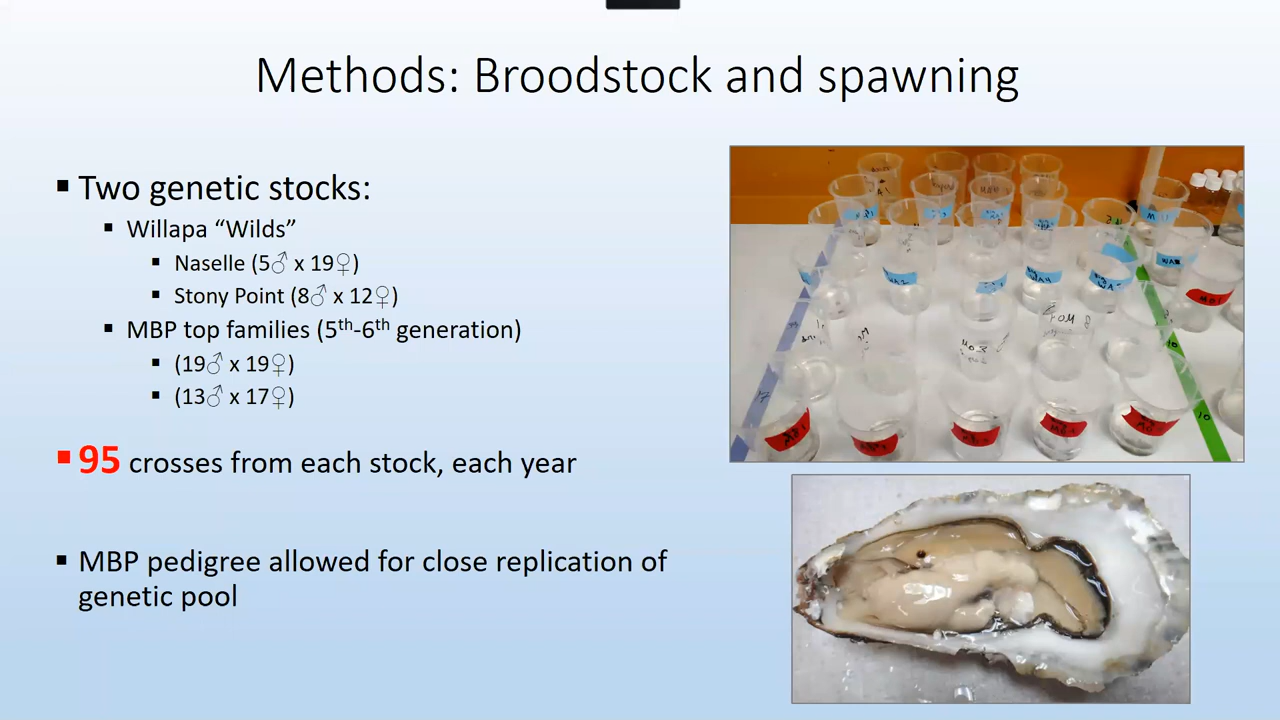 Methods: Broodstock and spawning
▪ Two genetic stocks:
▪ Willapa “Wilds”
▪ Naselle (5♂ x 19♀)
▪ Stony Point (8♂ x 12♀)
▪ MBP top families (5th-6th generation)
▪ (19♂ x 19♀)
▪ (13♂ x 17♀)
▪ 95 crosses from each stock, each year
▪ MBP pedigree allowed for close replication of
genetic pool